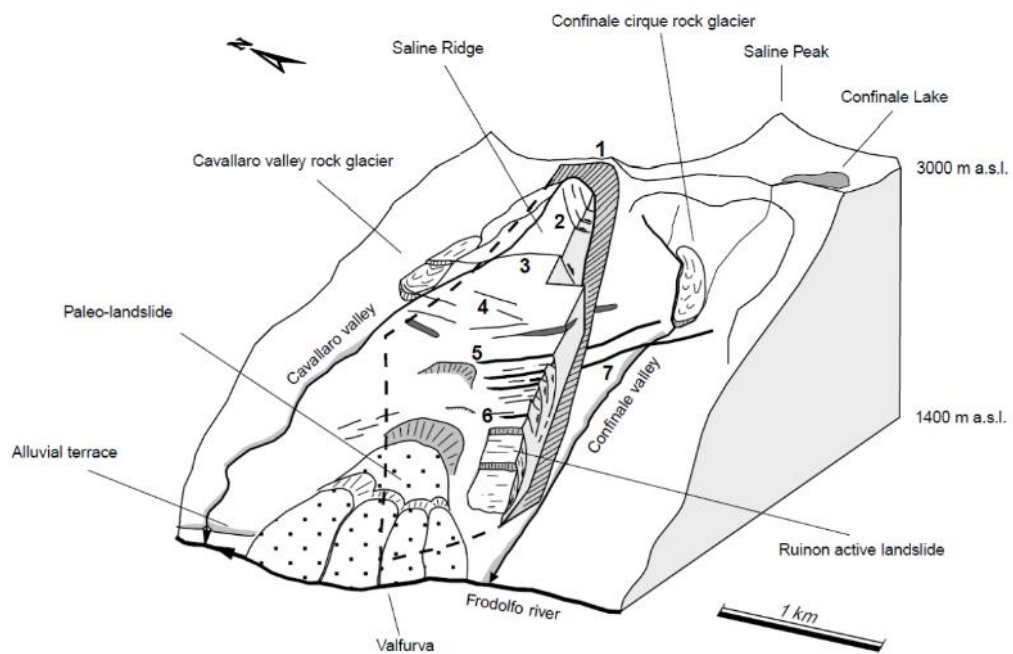 Confinale cirque rock glacier
N
Saline Ridge
Saline Peak
Confinale Lake
1
Cavallaro valley rock glacier
3000 m a.s.l.
2
3
4
Paleo-landslide
Cavallaro valley
5
7
Confinale valley
6
1400 m a.s.l.
Alluvial terrace
Ruinon active landslide
Frodolfo river
1 km
Valfurva